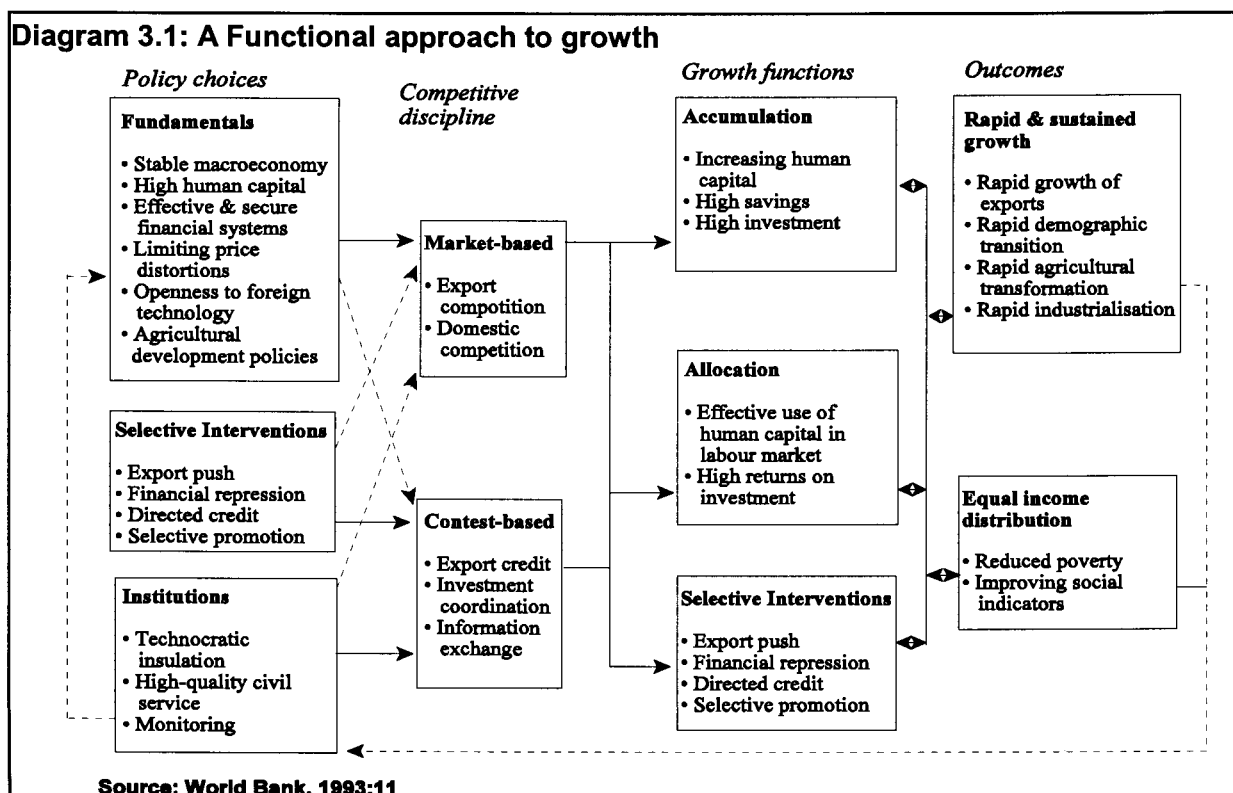 Diagram 3.1: A Functional approach to growth
Policy choices
Fundamentals
• Stable macroeconomy
• High human capital
• Effective & secure
financial systems
• Limiting price
distortions
• Openness to foreign
technology
• Agricultural
development policies
Selective Interventions
• Export push
• Financial repression
• Directed credit
• Selective promotion
Institutions
• Technocratic
insulation
• High-quality civil
service
• Monitoring
Competitive
discipline
Market-based
• Export
compotition
• Domestic
competition
Contest-based
• Export credit
• Investment
coordination
• Information
exchange
Growth functions
Accumulation
• Increasing human
capital
• High savings
• High investment
Allocation
• Effective use of
human capital in
labour market
• High returns on
investment
Selective Interventions
• Export push
• Financial repression
• Directed credit
• Selective promotion
Outcomes
Rapid & sustained
growth
• Rapid growth of
exports
• Rapid demographic
transition
• Rapid agricultural
transformation
• Rapid industrialisation
Equal income
distribution
• Reduced poverty
• Improving social
indicators
Source: World Bank, 1993:11